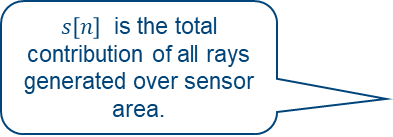 s[n] is the total
contribution of all rays
generated over sensor
area.